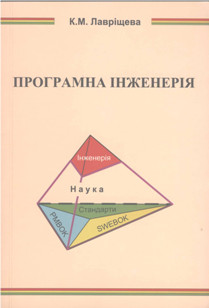 К.М. Лавріщева
ПРОГРАМНА ІНЖЕНЕРІЯ
Інженерія
Наука
Стандарти
PMBOK
SWEBOK